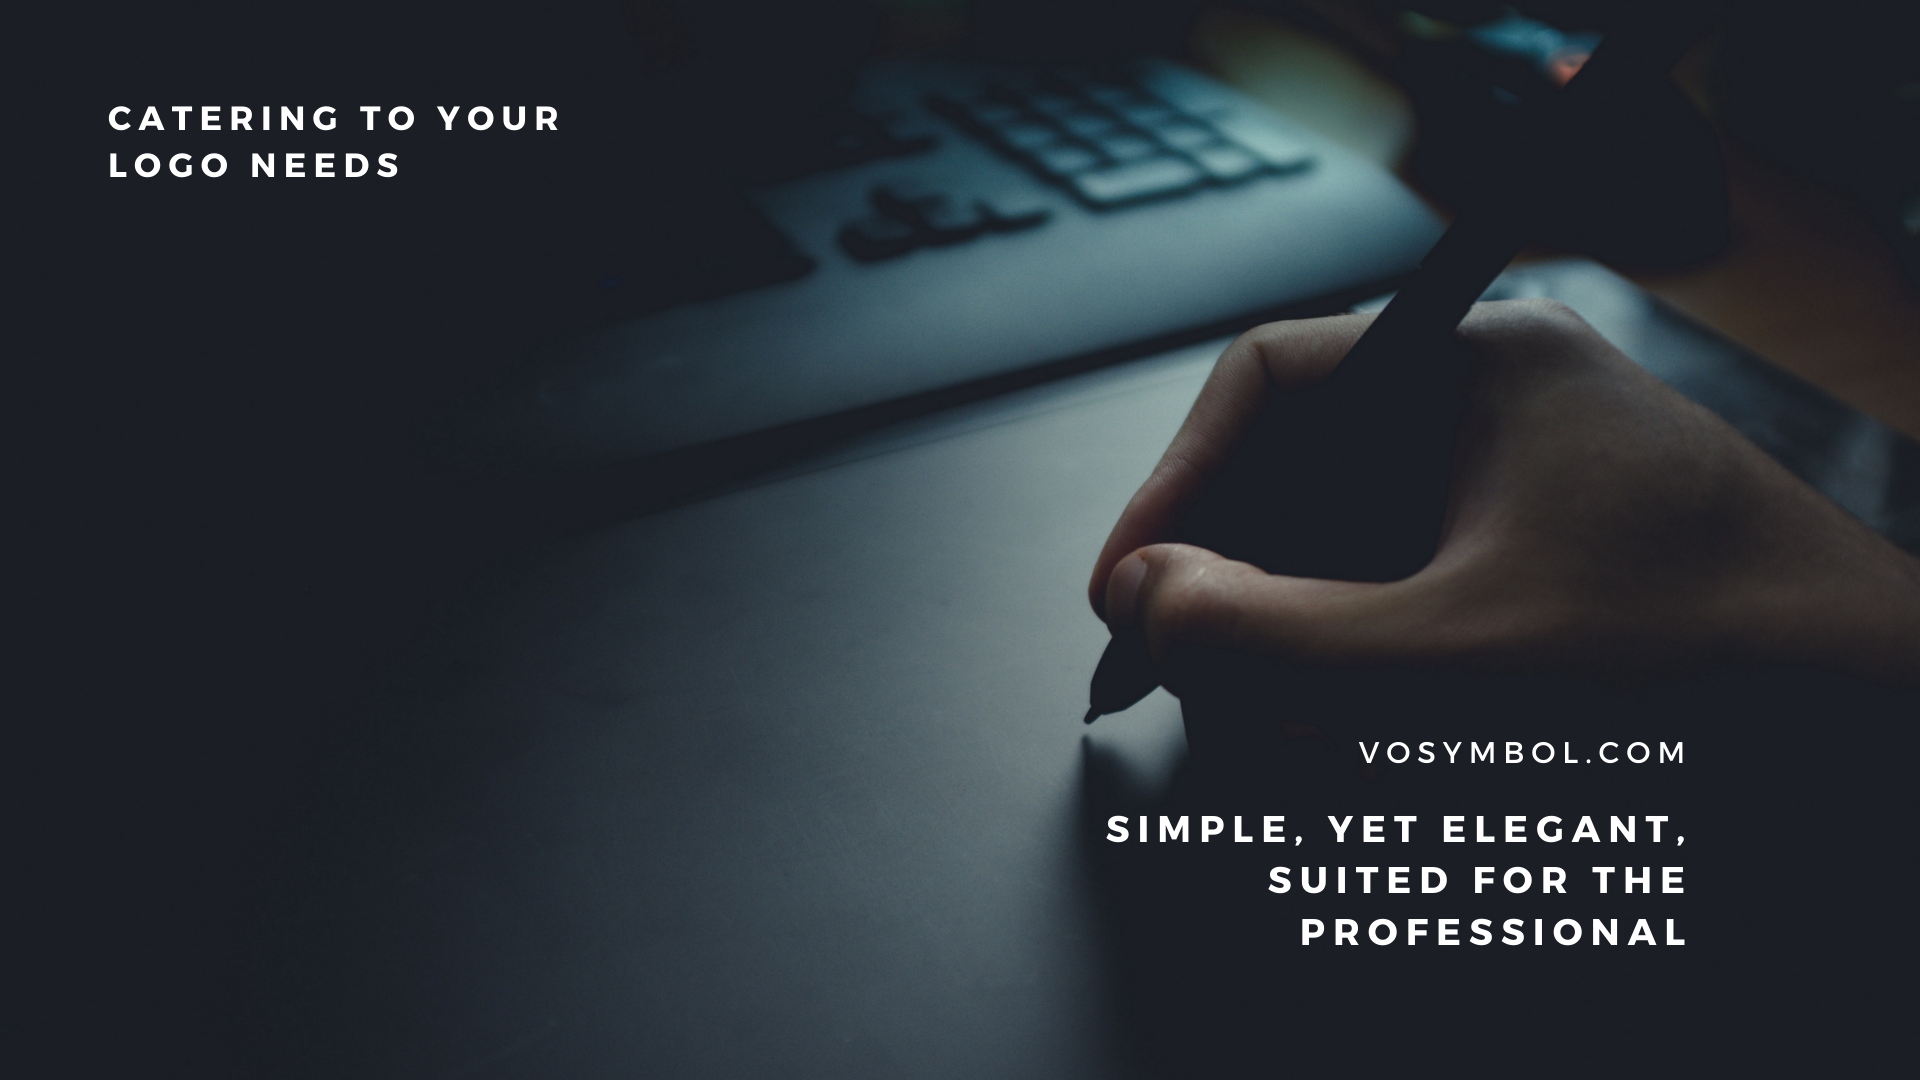 CATERING TO YOUR
LOGO NEEDS
VOSYMBOL.COM
SIMPLE, YET ELEGANT,
SUITED FOR THE
PROFESSIONAL